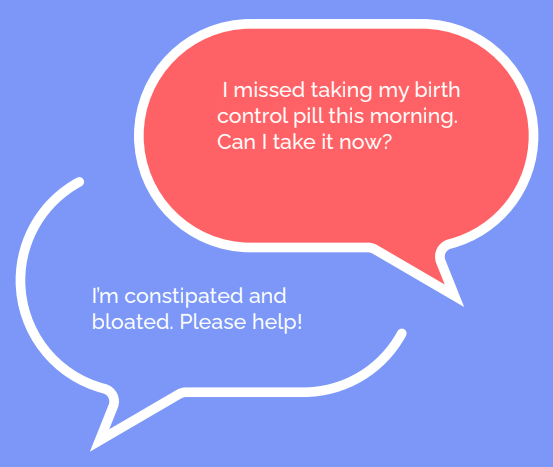 I missed taking my birth
control pill this morning.
Can I take it now?
I'm constipated and
bloated. Please help!